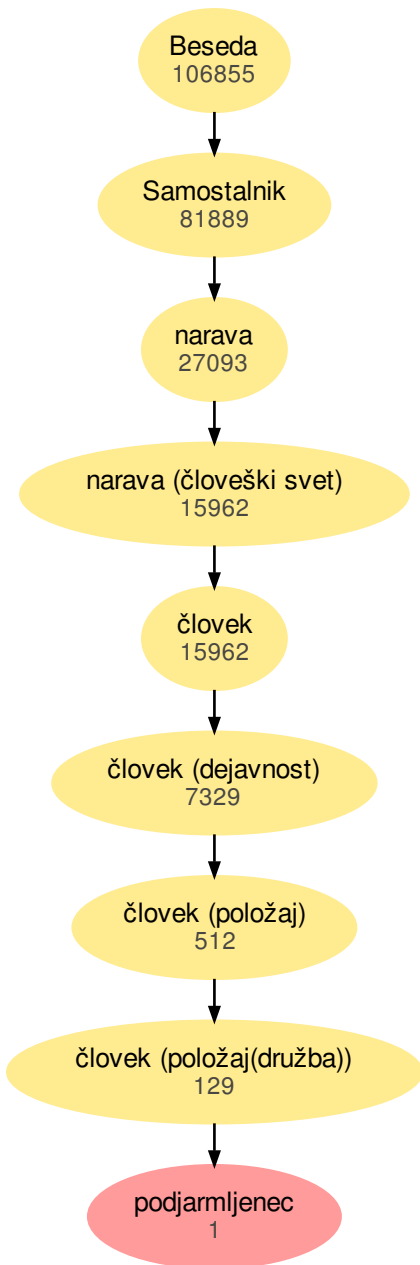 Beseda
106855
Samostalnik
81889
narava
27093
narava (človeški svet)
15962
človek
15962
človek (dejavnost)
7329
človek (položaj)
512
človek (položaj(družba))
129
podjarmljenec
1